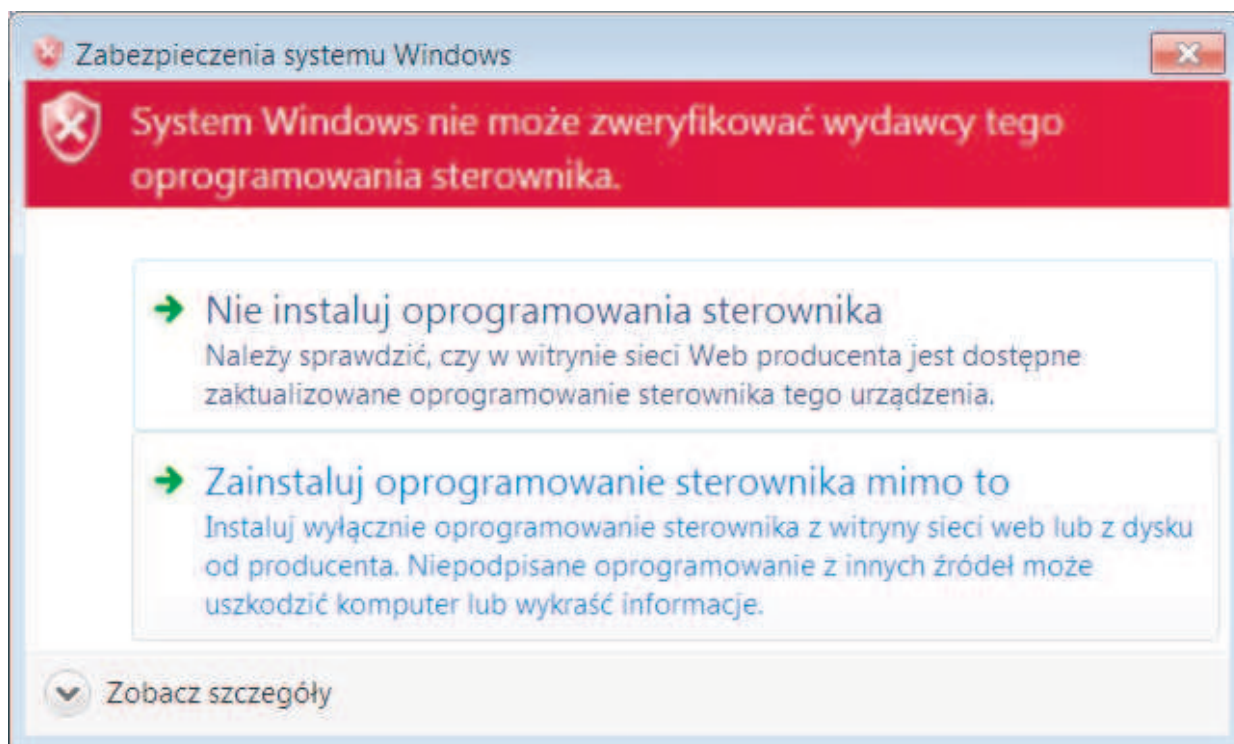 Zabezpieczenia systemu Windows
System Windows nie może zweryfikować wydawcy tego
oprogramowania sterownika.
Nie instaluj oprogramowania sterownika
Należy sprawdzić, czy w witrynie sieci Web producenta jest dostępne
zaktualizowane oprogramowanie sterownika tego urządzenia.
Zainstaluj oprogramowanie sterownika mimo to
Instaluj wyłącznie oprogramowanie sterownika z witryny sieci web lub z dysku
od producenta. Niepodpisane oprogramowanie z innych źródeł może
uszkodzić komputer lub wykraść informacje.
Zobacz szczegóły